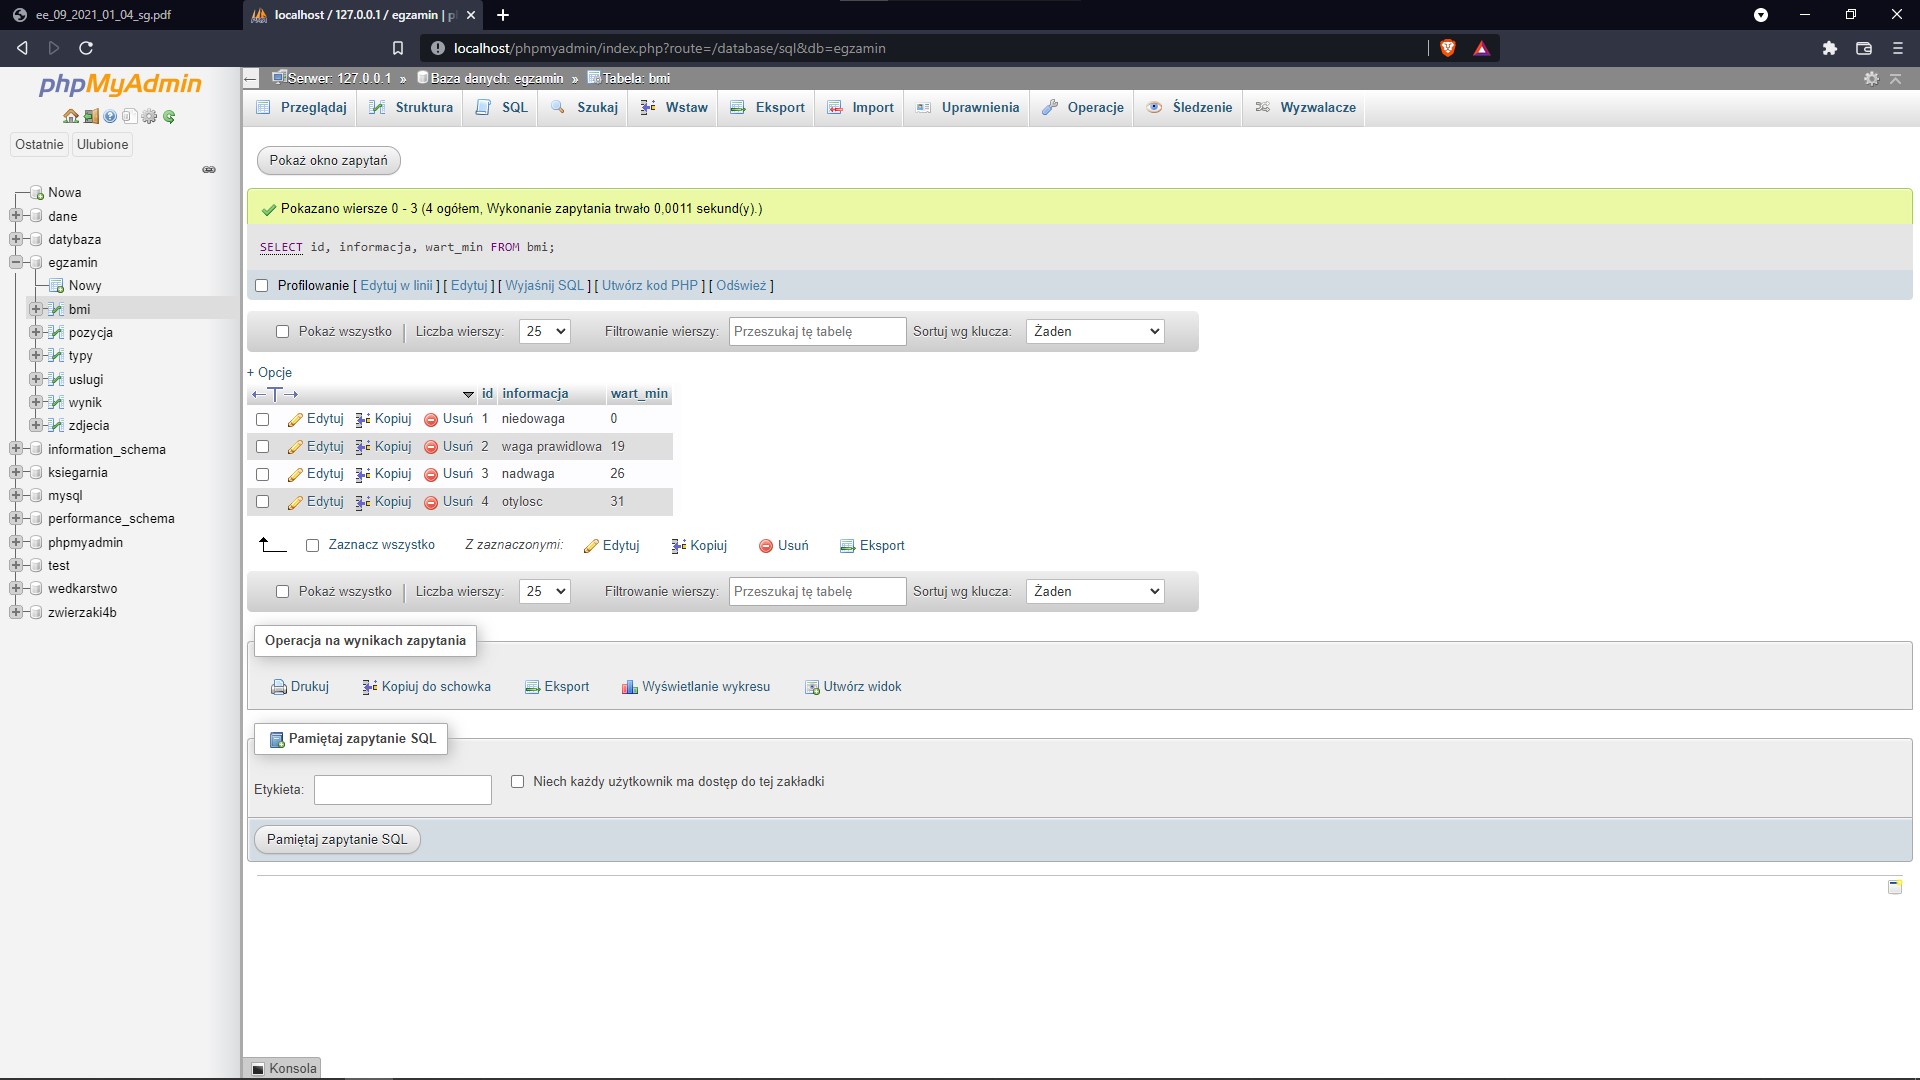 ee_09_2021_01_04_sg.pdf
localhost / 127.0.0.1 / egzamin | p
localhost/phpmyadmin/index.php?route=/database/sql&db=egzamin
phpMyAdmin
Ostatnie Ulubione
Nowa
dane
datybaza
egzamin
Nowy
bmi
pozycja
typy
uslugi
wynik
zdjecia
information_schema
ksiegarnia
mysql
performance_schema
phpmyadmin
test
wedkarstwo
zwierzaki4b
Serwer: 127.0.0.1 » Baza danych: egzamin » Tabela: bmi
Przeglądaj Struktura SQL Szukaj Wstaw Eksport Import Uprawnienia Operacje Śledzenie Wyzwalacze
Pokaż okno zapytań
Pokazano wiersze 0 - 3 (4 ogółem, Wykonanie zapytania trwało 0,0011 sekund(y).)
SELECT id, informacja, wart_min FROM bmi;
Profilowanie [ Edytuj w linii ] [ Edytuj ] [ Wyjaśnij SQL ] [ Utwórz kod PHP ] [ Odśwież ]
Pokaż wszystko | Liczba wierszy: 25 Filtrowanie wierszy: Przeszukaj tę tabelę Sortuj wg klucza: Żaden
+ Opcje
←T→ id informacja wart_min
Edytuj Kopiuj Usuń 1 niedowaga 0
Edytuj Kopiuj Usuń 2 waga prawidlowa 19
Edytuj Kopiuj Usuń 3 nadwaga 26
Edytuj Kopiuj Usuń 4 otylosc 31
Zaznacz wszystko Z zaznaczonymi: Edytuj Kopiuj Usuń Eksport
Pokaż wszystko | Liczba wierszy: 25 Filtrowanie wierszy: Przeszukaj tę tabelę Sortuj wg klucza: Żaden
Operacja na wynikach zapytania
Drukuj Kopiuj do schowka Eksport Wyświetlanie wykresu Utwórz widok
Pamiętaj zapytanie SQL
Etykieta: Niech każdy użytkownik ma dostęp do tej zakładki
Pamiętaj zapytanie SQL
Konsola